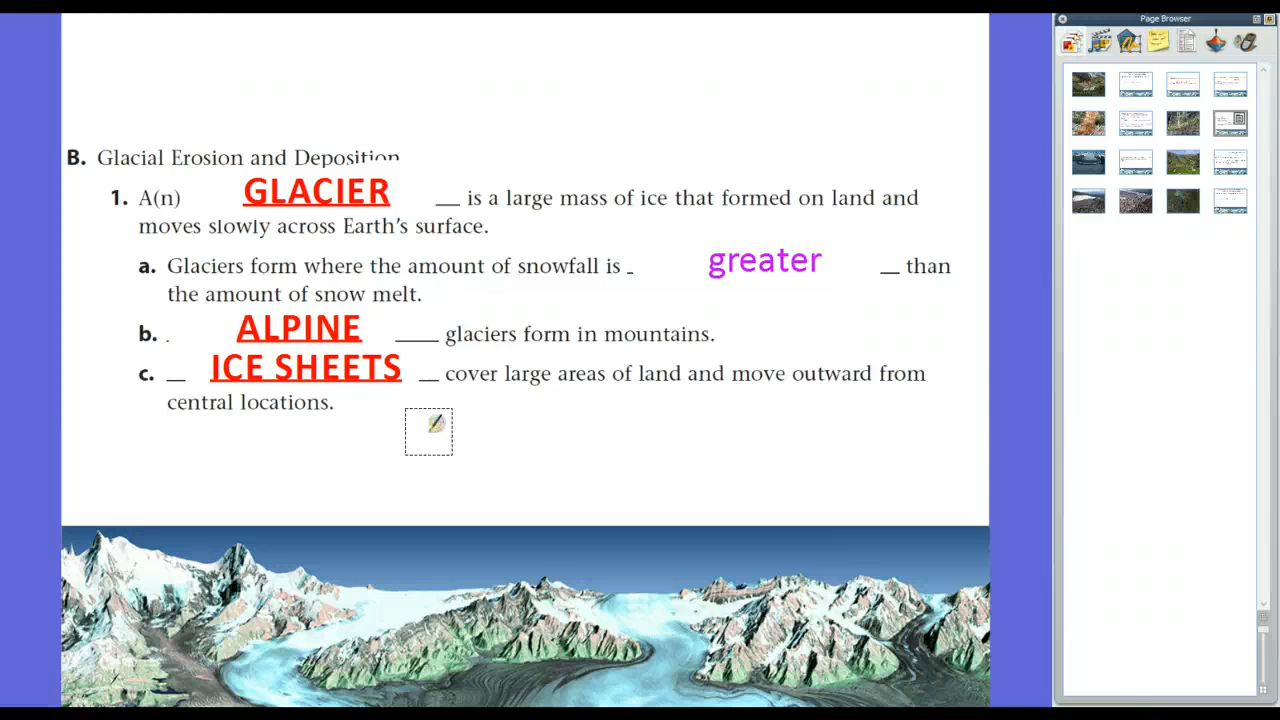 Page Browser
B. Glacial Erosion and Deposition
1. A(n) GLACIER __ is a large mass of ice that formed on land and
moves slowly across Earth's surface.
a. Glaciers form where the amount of snowfall is _ greater __ than
the amount of snow melt.
b. ALPINE ____ glaciers form in mountains.
c. __ ICE SHEETS __ cover large areas of land and move outward from
central locations.